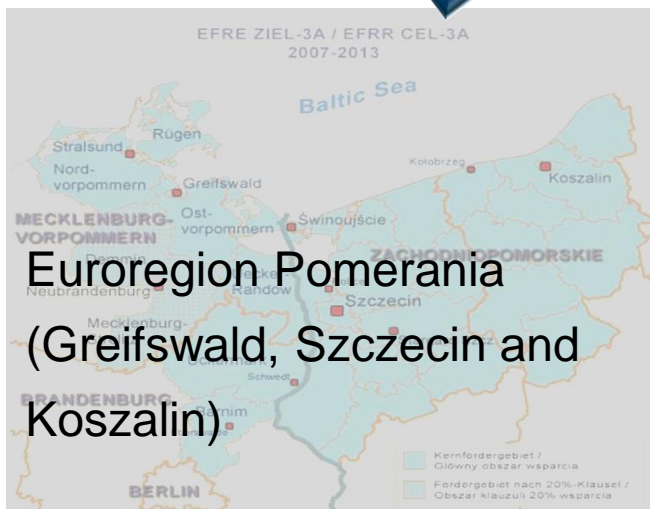 EFRE ZIEL-3A / EFRR CEL-3A
2007-2013
Baltic Sea
Rügen
Stralsund
Nord-
vorpommern
Kołobrzeg
Koszalin
Greifswald
MECKLENBURG-
VORPOMMERN
Ost-
vorpommern
Świnoujście
ZACHODNIOPOMORSKIE
Demmin
Euroregion Pomerania
Neubrandenburg
Randow
Szczecin
Mecklenburg-
(Greifswald, Szczecin and
Schwedt
BRANDENBURG
Barnim
Koszalin)
Kernfördergebiet /
Główny obszar wsparcia
Fördergebiet nach 20%-Klausel /
Obszar klauzuli 20% wsparcia
BERLIN